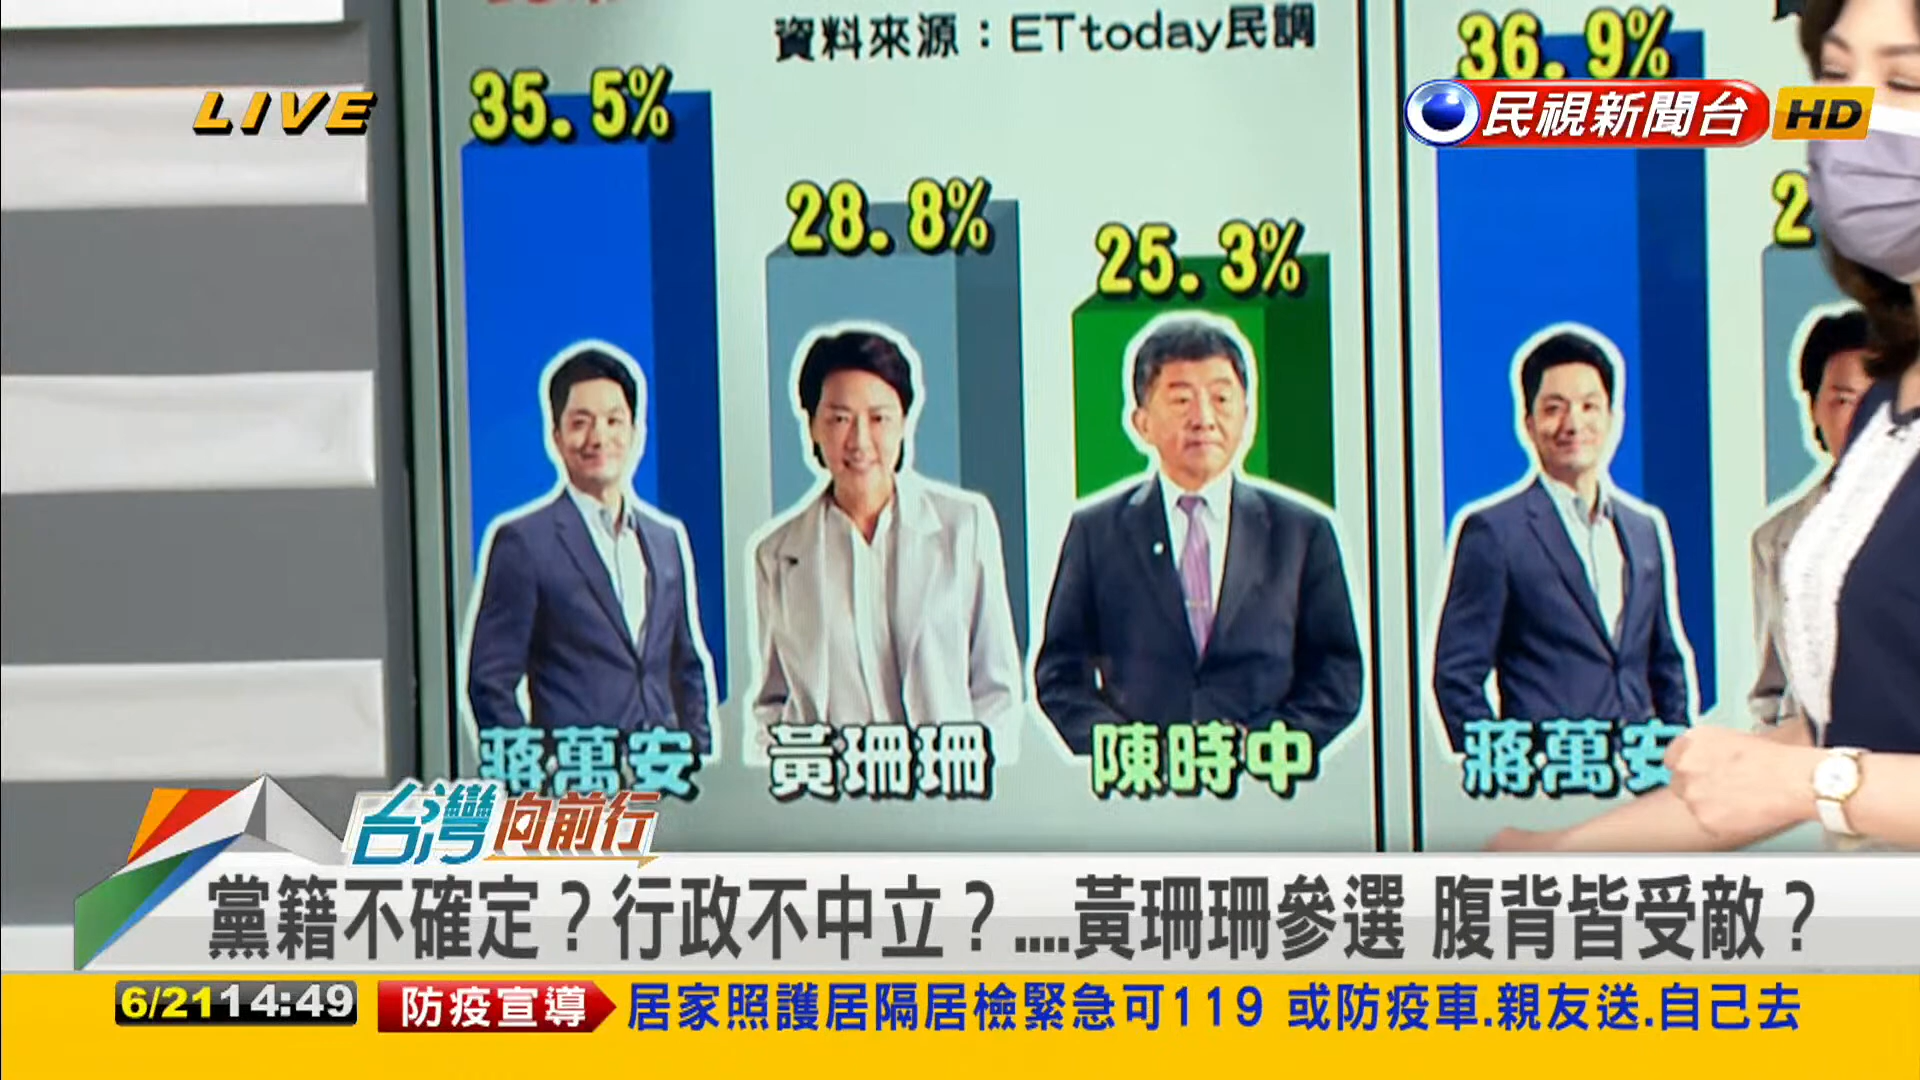 資料來源：ETtoday民調
35.5%
28.8%
25.3%
36.9%
LIVE
民視新聞台 HD
蔣萬安
黃珊珊
陳時中
蔣萬安
台灣向前行
黨籍不確定？行政不中立？....黃珊珊參選 腹背皆受敵？
6/21 14:49 防疫宣導 居家照護居隔居檢緊急可119 或防疫車.親友送.自己去